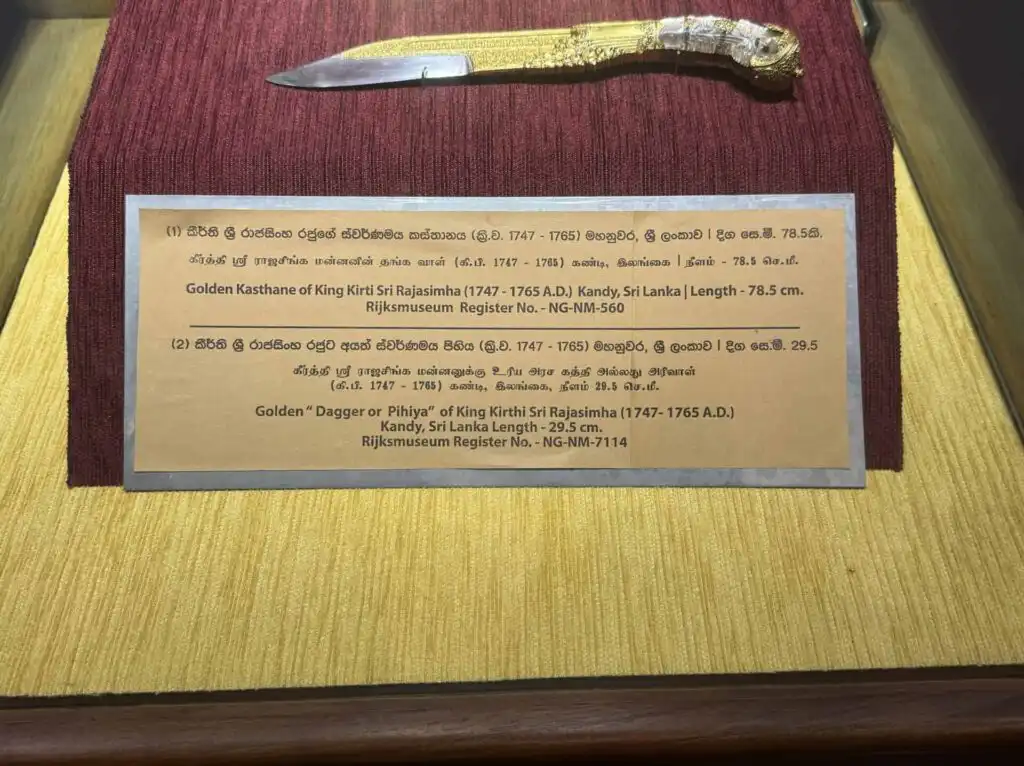 (1) කීර්ති ශ්‍රී රාජසිංහ රජුගේ ස්වර්ණමය කස්තානය (ක්‍රි.ව. 1747 - 1765) මහනුවර, ශ්‍රී ලංකාව | දිග සෙ.මී. 78.5කි.
கீர்த்தி ஸ்ரீ ராஜசிங்க மன்னனின் தங்க வாள் (கி.பி. 1747 - 1765) கண்டி, இலங்கை | நீளம் - 78.5 செ.மீ.
Golden Kasthane of King Kirti Sri Rajasimha (1747 - 1765 A.D.) Kandy, Sri Lanka | Length - 78.5 cm.
Rijksmuseum Register No. - NG-NM-560
(2) කීර්ති ශ්‍රී රාජසිංහ රජුට අයත් ස්වර්ණමය පිහිය (ක්‍රි.ව. 1747 - 1765) මහනුවර, ශ්‍රී ලංකාව | දිග සෙ.මී. 29.5
கீர்த்தி ஸ்ரீ ராஜசிங்க மன்னனுக்கு உரிய அரச கத்தி அல்லது அரிவாள்
(கி.பி. 1747 - 1765) கண்டி, இலங்கை, நீளம் 29.5 செ.மீ.
Golden “ Dagger or Pihiya” of King Kirthi Sri Rajasimha (1747- 1765 A.D.)
Kandy, Sri Lanka Length - 29.5 cm.
Rijksmuseum Register No. - NG-NM-7114